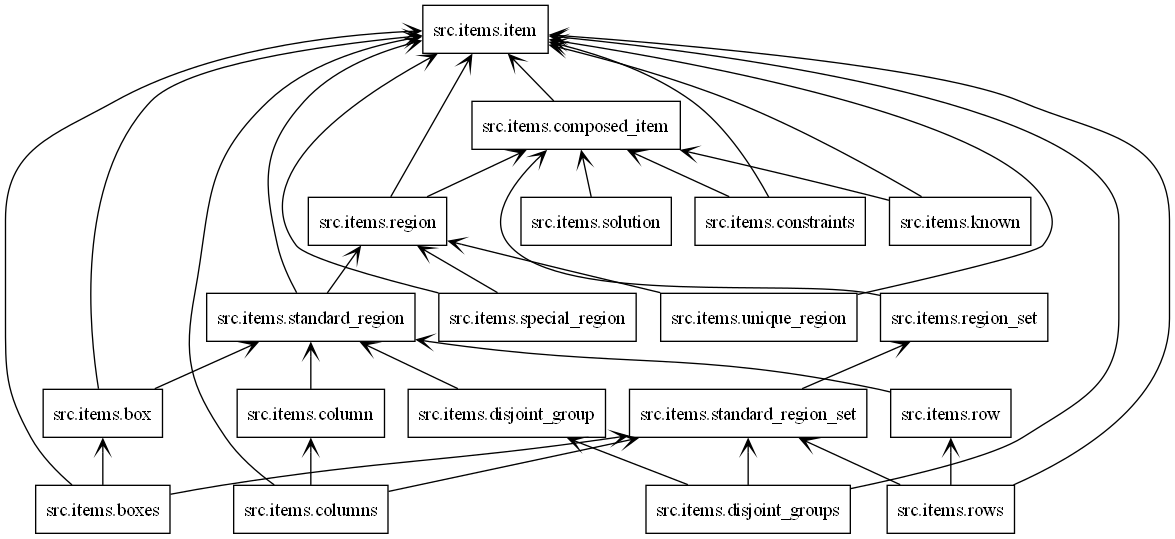 src.items.item
src.items.composed_item
src.items.region
src.items.solution
src.items.constraints
src.items.known
src.items.standard_region
src.items.special_region
src.items.unique_region
src.items.region_set
src.items.box
src.items.column
src.items.disjoint_group
src.items.standard_region_set
src.items.row
src.items.boxes
src.items.columns
src.items.disjoint_groups
src.items.rows